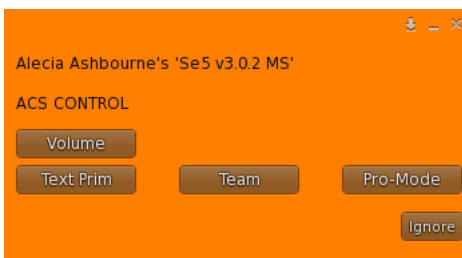 Alecia Ashbourne's 'Se5 v3.0.2 MS'
ACS CONTROL
Volume
Text Prim Team Pro-Mode
Ignore